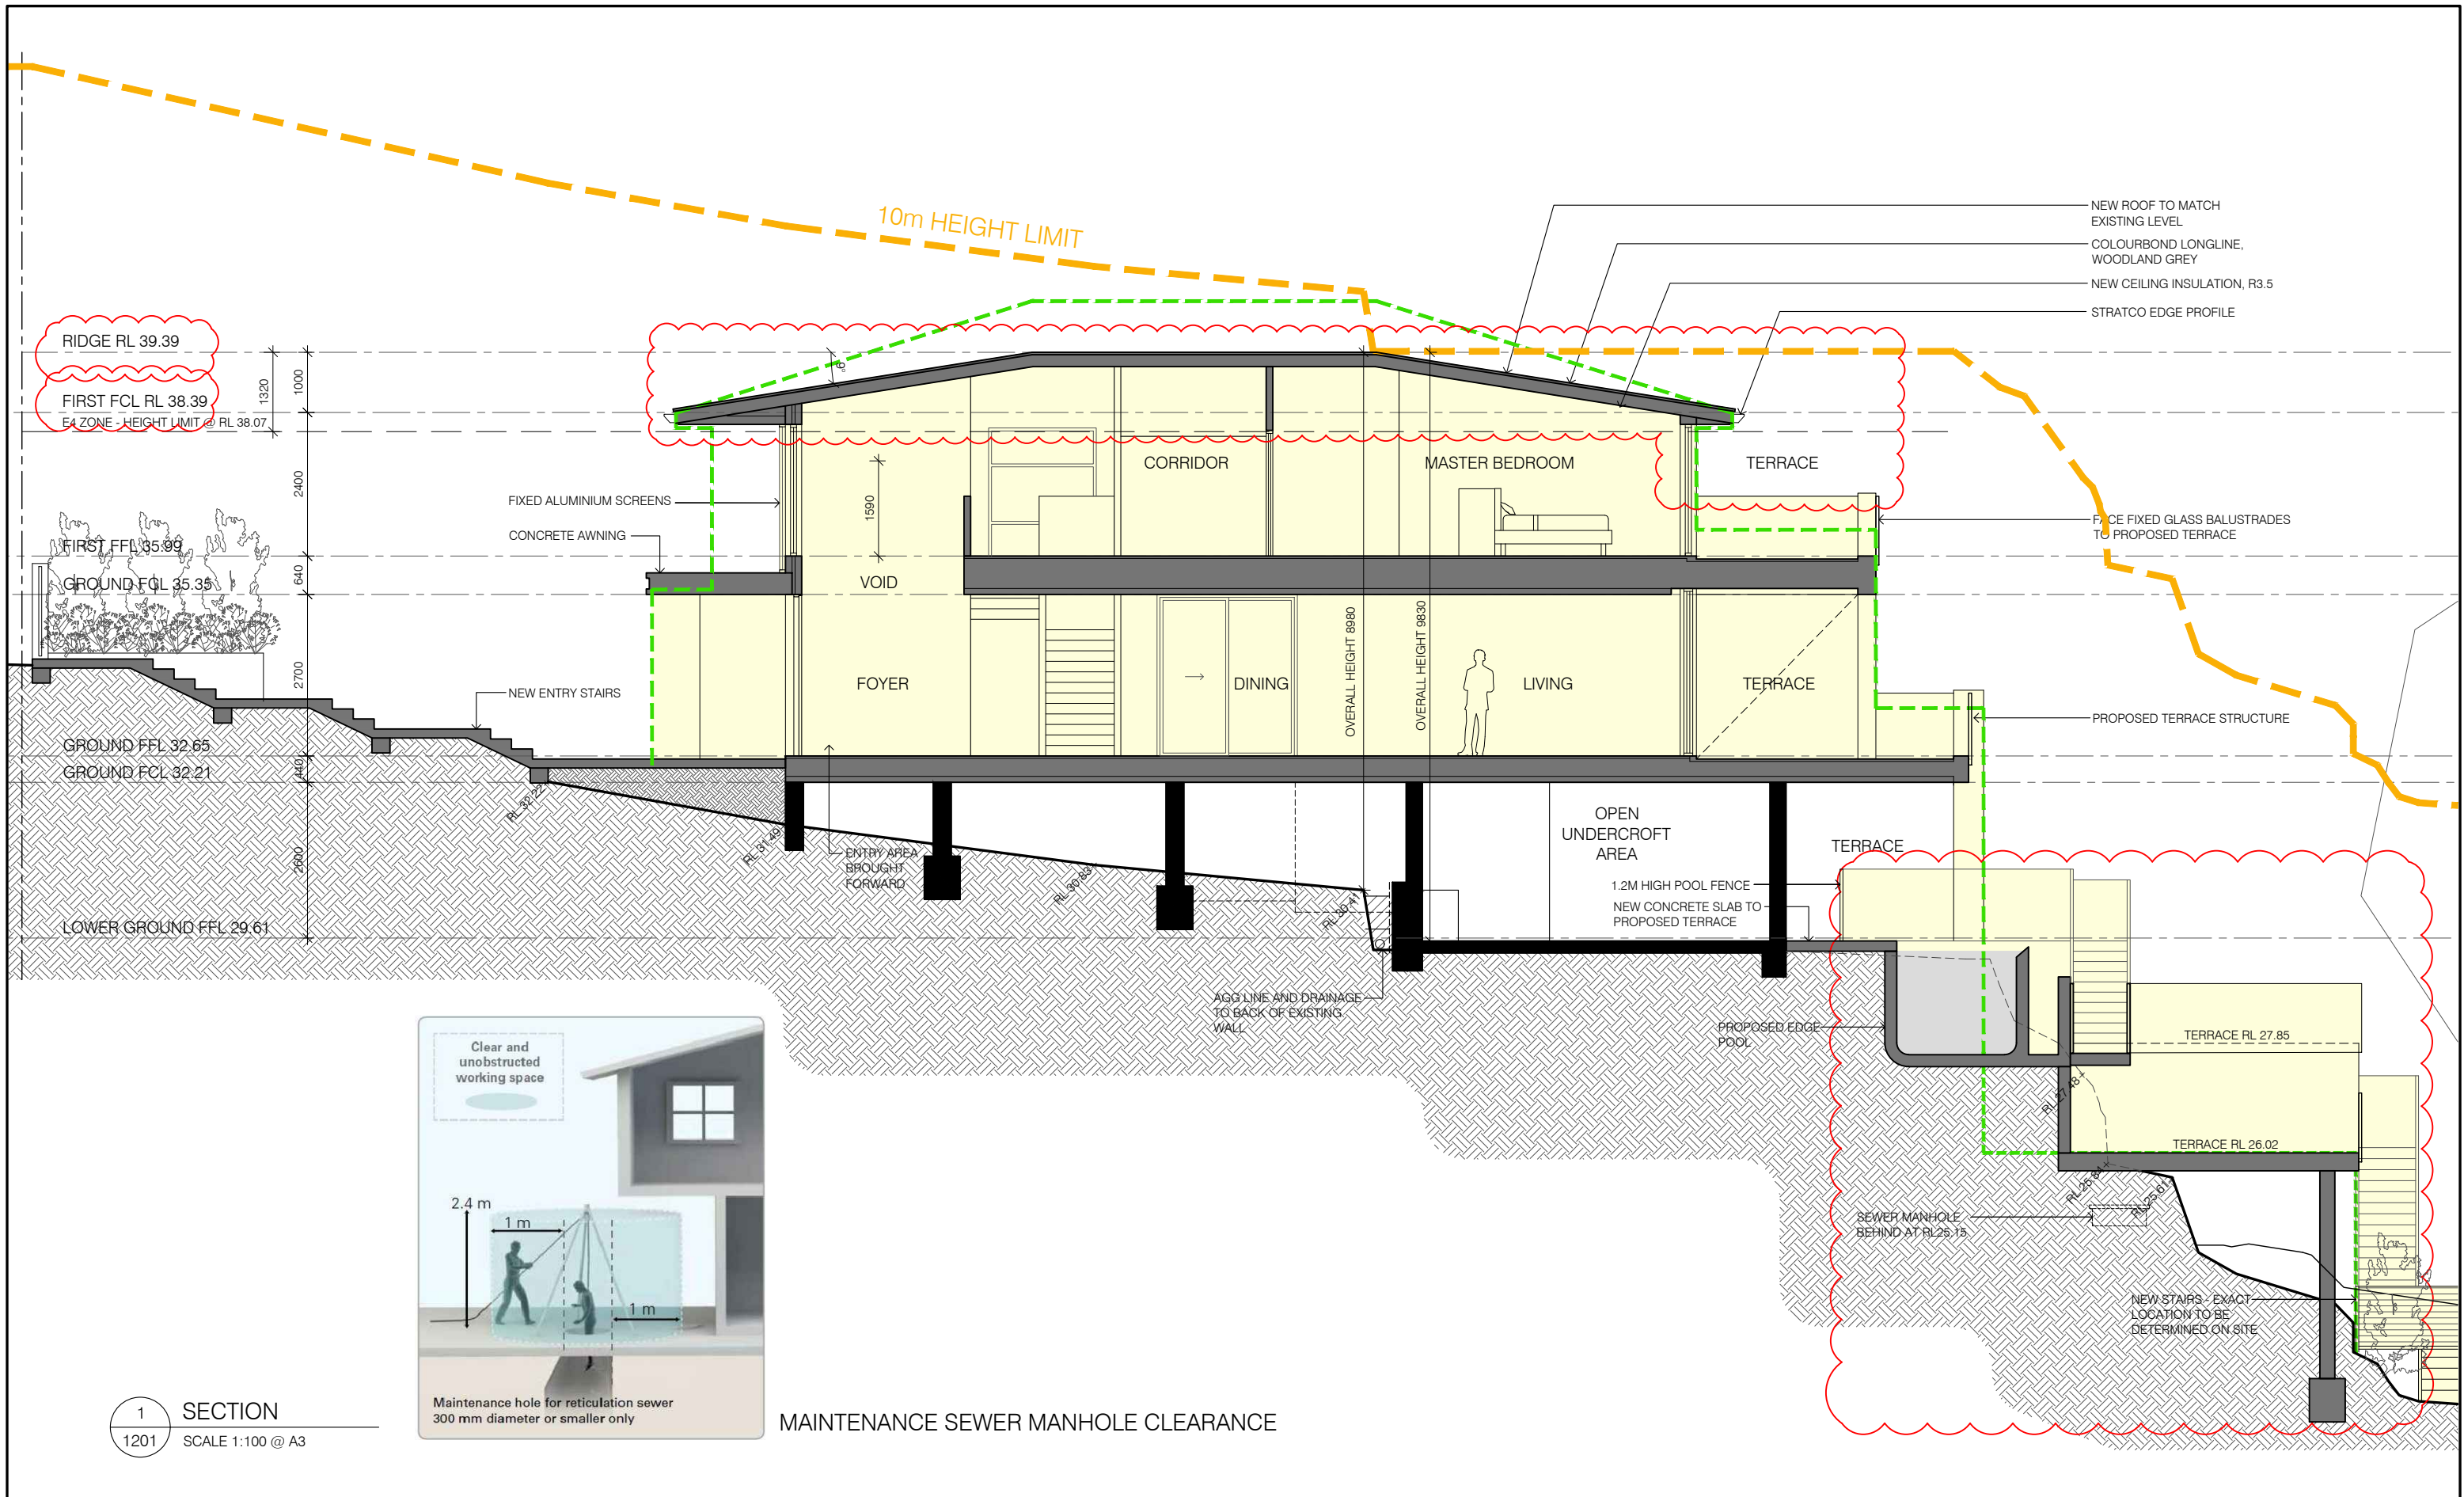 10m HEIGHT LIMIT
NEW ROOF TO MATCH
EXISTING LEVEL
COLOURBOND LONGLINE,
WOODLAND GREY
NEW CEILING INSULATION, R3.5
STRATCO EDGE PROFILE
RIDGE RL 39.39
FIRST FCL RL 38.39
E4 ZONE - HEIGHT LIMIT @ RL 38.07
1320
1000
2400
640
2700
440
2600
9°
CORRIDOR
MASTER BEDROOM
TERRACE
FIXED ALUMINIUM SCREENS
CONCRETE AWNING
1590
FACE FIXED GLASS BALUSTRADES
TO PROPOSED TERRACE
FIRST FFL 35.99
GROUND FCL 35.35
VOID
OVERALL HEIGHT 8980
OVERALL HEIGHT 9830
NEW ENTRY STAIRS
FOYER
DINING
LIVING
TERRACE
PROPOSED TERRACE STRUCTURE
GROUND FFL 32.65
GROUND FCL 32.21
RL 32.22
RL 31.49
RL 30.83
RL 30.41
ENTRY AREA
BROUGHT
FORWARD
OPEN
UNDERCROFT
AREA
TERRACE
1.2M HIGH POOL FENCE
NEW CONCRETE SLAB TO
PROPOSED TERRACE
LOWER GROUND FFL 29.61
AGG LINE AND DRAINAGE
TO BACK OF EXISTING
WALL
PROPOSED EDGE
POOL
TERRACE RL 27.85
RL 27.48
TERRACE RL 26.02
RL 25.84
RL 25.61
SEWER MANHOLE
BEHIND AT RL25.15
NEW STAIRS - EXACT
LOCATION TO BE
DETERMINED ON SITE
Clear and
unobstructed
working space
2.4 m
1 m
1 m
Maintenance hole for reticulation sewer
300 mm diameter or smaller only
MAINTENANCE SEWER MANHOLE CLEARANCE
1
1201
SECTION
SCALE 1:100 @ A3